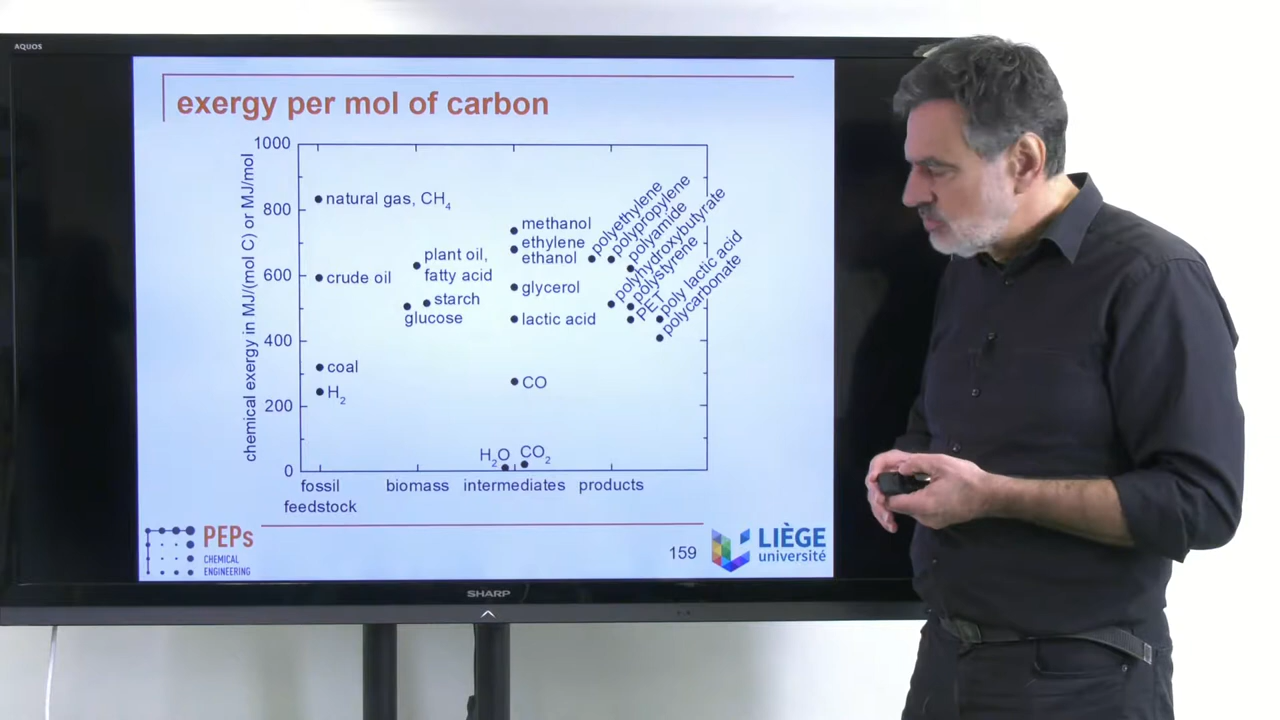 AQUOS
exergy per mol of carbon
chemical exergy in MJ/(mol C) or MJ/mol
1000
800
600
400
200
0
natural gas, CH4
crude oil
coal
H2
plant oil,
fatty acid
starch
glucose
methanol
ethylene
ethanol
glycerol
lactic acid
CO
H2O
CO2
polyethylene
polypropylene
polyamide
polyhydroxybutyrate
polystyrene
PET
poly lactic acid
polycarbonate
fossil
feedstock
biomass
intermediates
products
PEPs
CHEMICAL
ENGINEERING
159
LIÈGE
université
SHARP